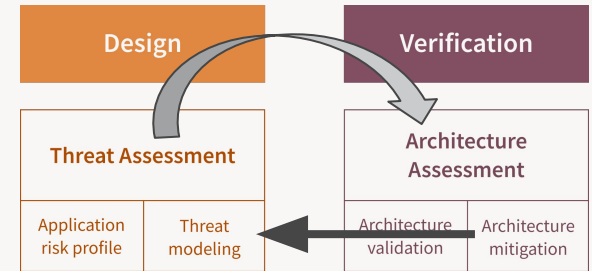 Design
Verification
Threat Assessment
Architecture
Assessment
Application
risk profile
Threat
modeling
Architecture
validation
Architecture
mitigation